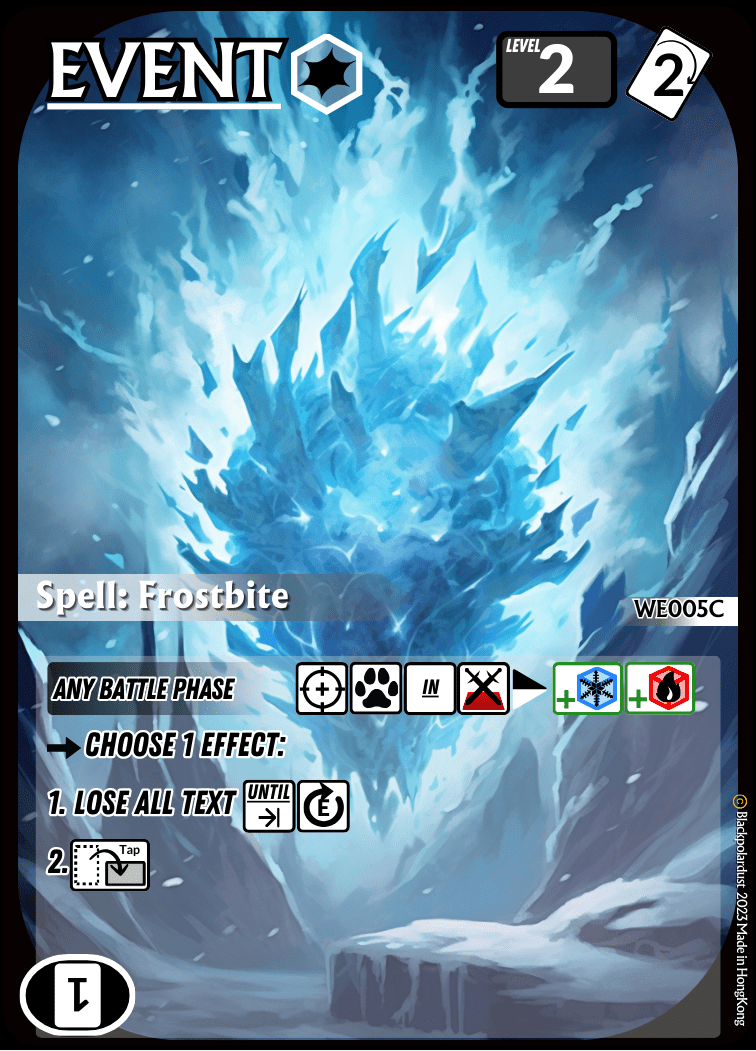 EVENT
LEVEL 2
2
Spell: Frostbite
WE005C
ANY BATTLE PHASE IN + +
CHOOSE 1 EFFECT:
1. LOSE ALL TEXT UNTIL E
2. Tap
1
© Blackpolardust 2023 Made in HongKong